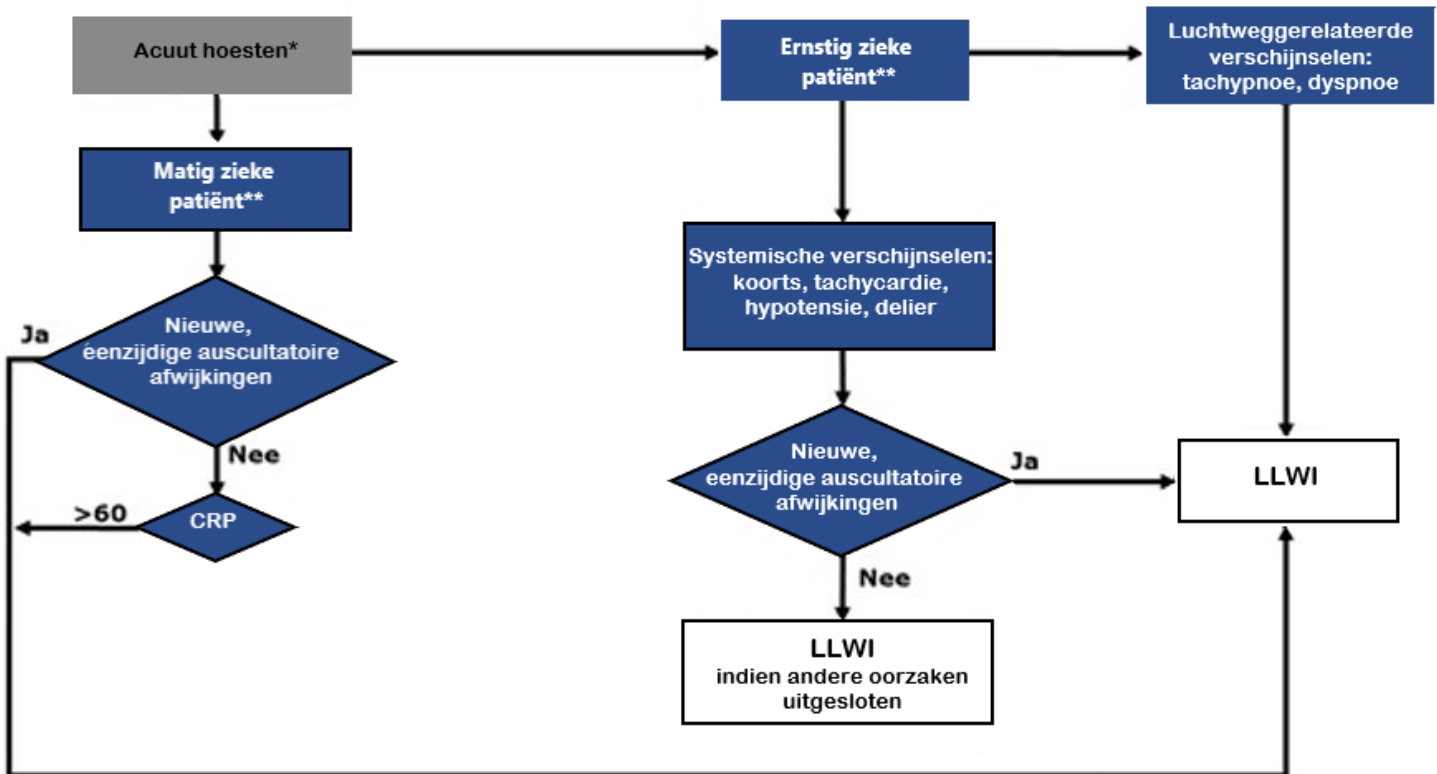 Acuut hoesten*
Ernstig zieke
patiënt**
Luchtweggerelateerde
verschijnselen:
tachypnoe, dyspnoe
Matig zieke
patiënt**
Systemische verschijnselen:
koorts, tachycardie,
hypotensie, delier
Ja
Nieuwe,
éenzijdige auscultatoire
afwijkingen
Nee
>60
CRP
Nieuwe,
eenzijdige auscultatoire
afwijkingen
Ja
LLWI
Nee
LLWI
indien andere oorzaken
uitgesloten